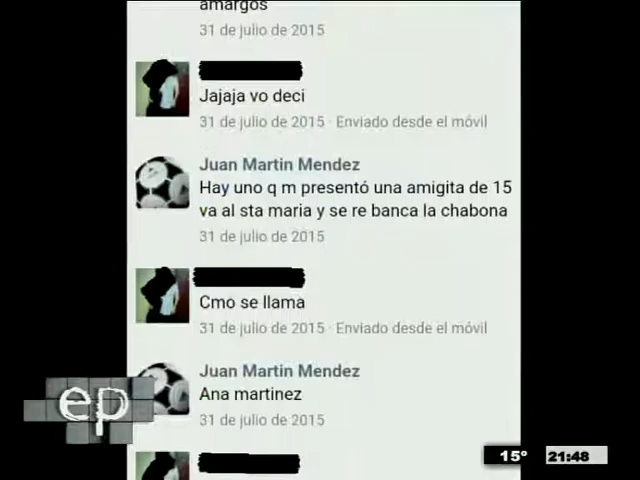 amargos
31 de julio de 2015
Jajaja vo deci
31 de julio de 2015 · Enviado desde el móvil
Juan Martin Mendez
Hay uno q m presentó una amigita de 15
va al sta maria y se re banca la chabona
31 de julio de 2015
Cmo se llama
31 de julio de 2015 · Enviado desde el móvil
Juan Martin Mendez
Ana martinez
31 de julio de 2015
ep
15° 21:48